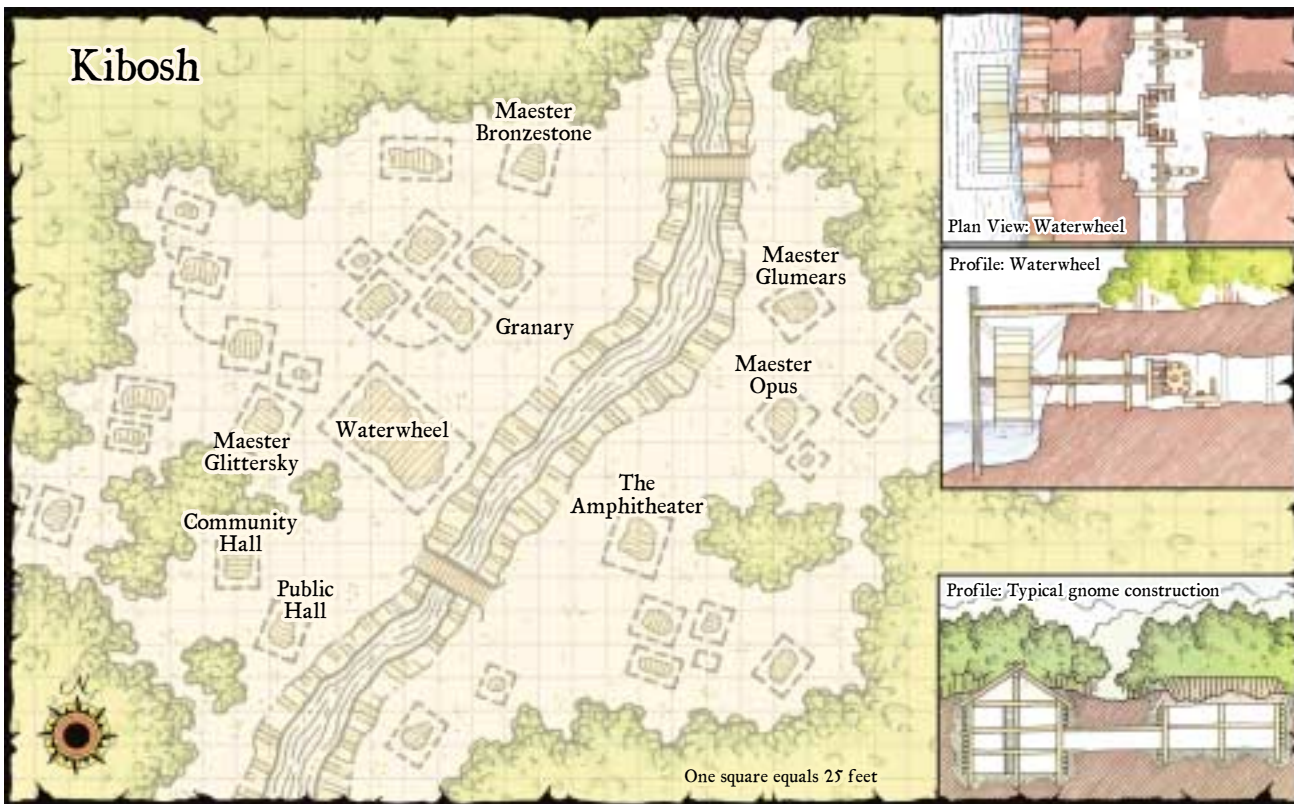 Kibosh
Maester
Bronzestone
Maester
Glumears
Granary
Maester
Opus
Waterwheel
Maester
Glittersky
The
Amphitheater
Community
Hall
Public
Hall
N
One square equals 25 feet
Plan View: Waterwheel
Profile: Waterwheel
Profile: Typical gnome construction